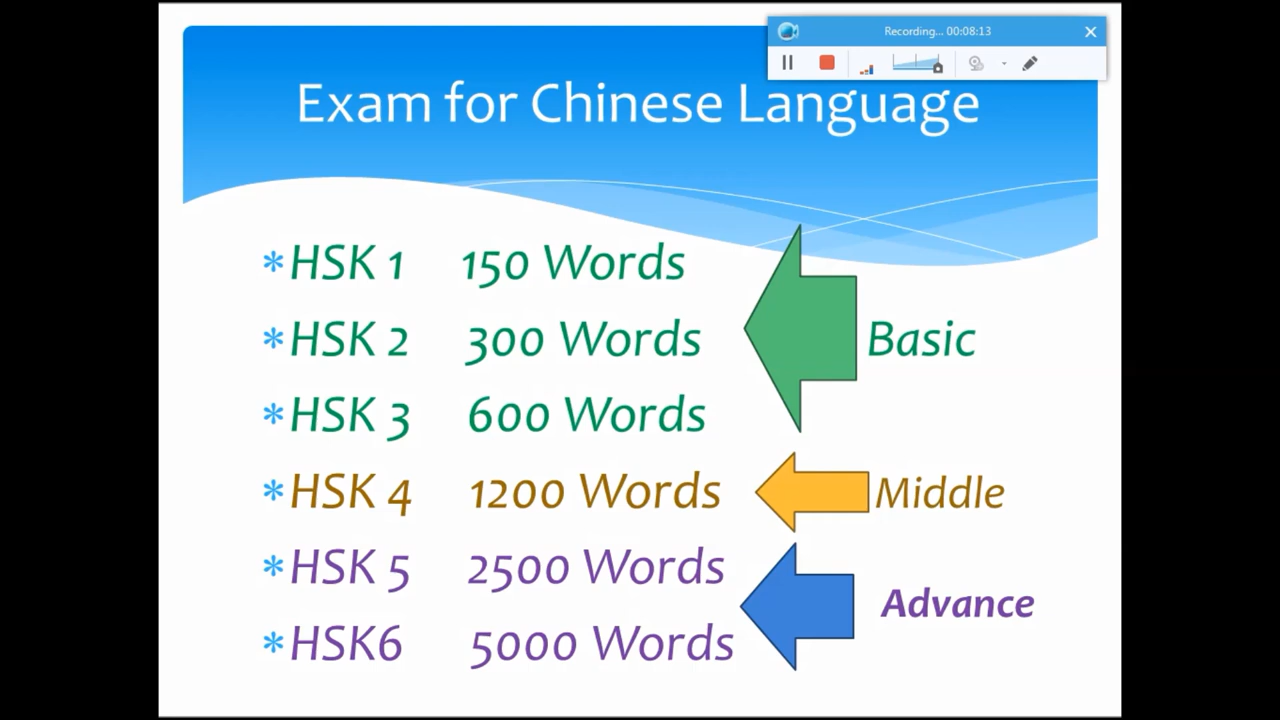 Recording... 00:08:13
Exam for Chinese Language
*HSK 1 150 Words
*HSK 2 300 Words
Basic
*HSK 3 600 Words
*HSK 4 1200 Words
Middle
*HSK 5 2500 Words
Advance
*HSK6 5000 Words